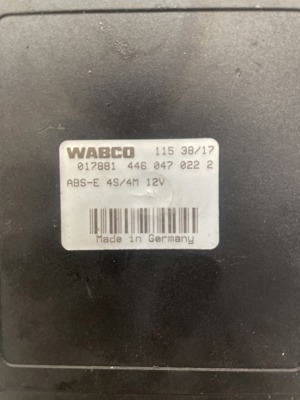 WABCO 115 38/17
017881 446 047 022 2
ABS-E 4S/4M 12V
Made in Germany